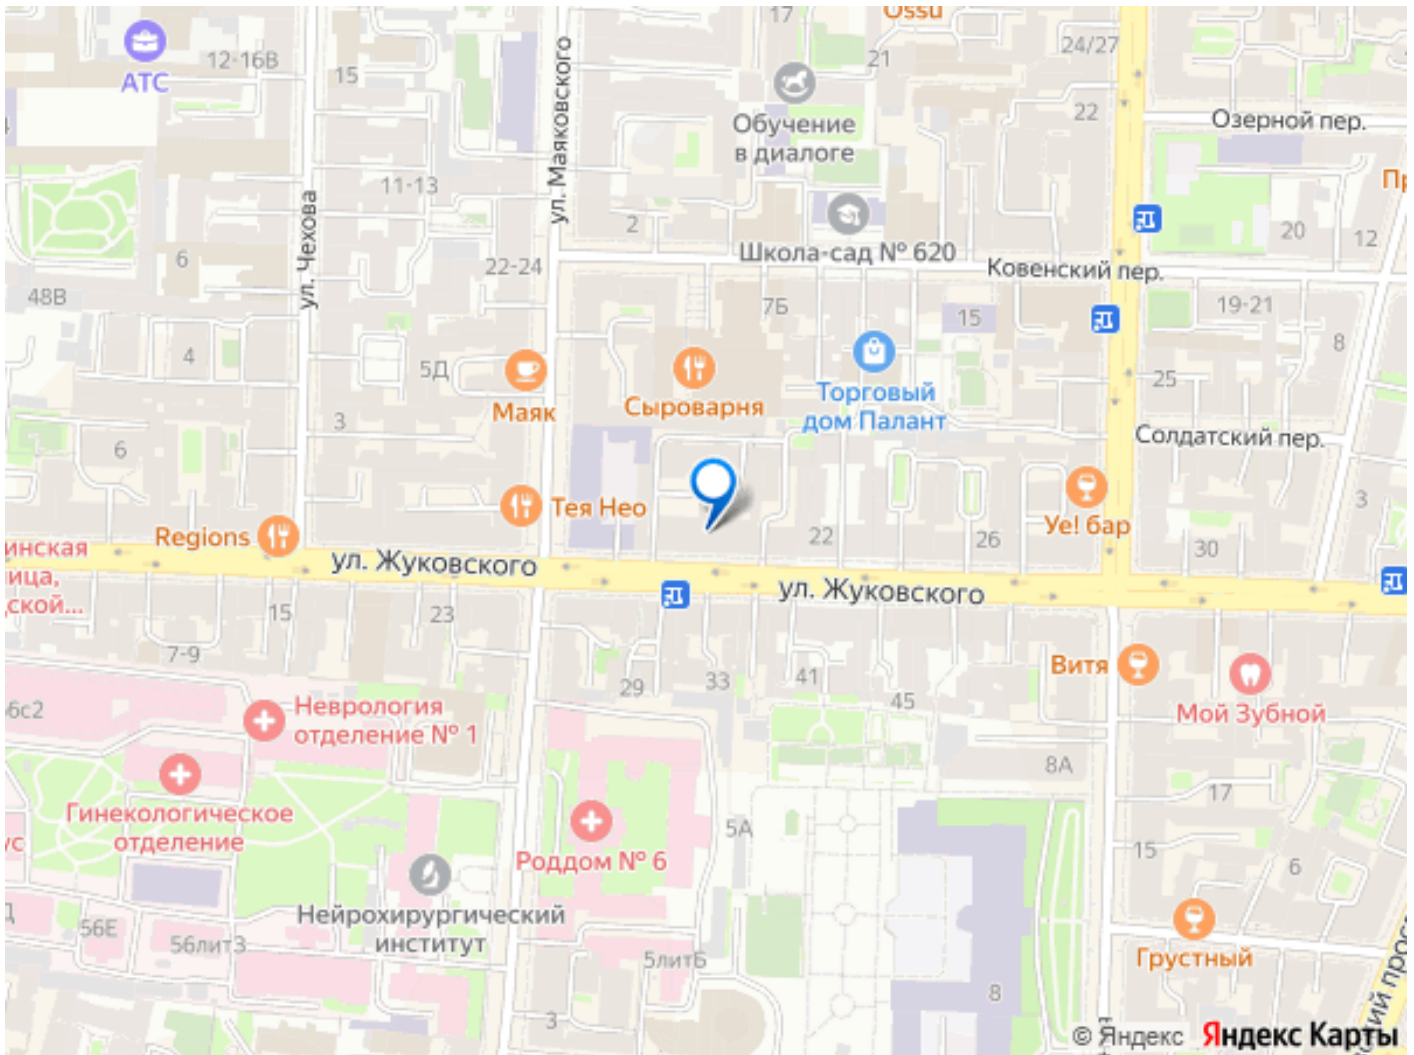 Ossu
17
24/27
АТС
12-16В
15
21
ул. Маяковского
22
Озерной пер.
Обучение
в диалоге
11-13
ул. Чехова
2
20
12
6
Школа-сад № 620
22-24
Ковенский пер.
48В
7Б
15
19-21
4
5Д
8
Маяк
Сыроварня
Торговый
дом Палант
25
3
Солдатский пер.
6
Тея Нео
3
Regions
22
26
Уе! бар
30
инская
ица,
ской...
ул. Жуковского
ул. Жуковского
15
23
7-9
29
33
41
45
Витя
Мой Зубной
6с2
Неврология
отделение № 1
8А
17
Гинекологическое
отделение
5А
15
6
ус
Роддом № 6
Нейрохирургический
институт
56Е
56лит3
5литБ
Грустный
3
8
© Яндекс Яндекс Карты